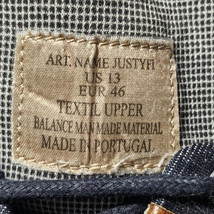 ART. NAME JUSTYFI
US 13
EUR 46
TEXTIL UPPER
BALANCE MAN MADE MATERIAL
MADE IN PORTUGAL